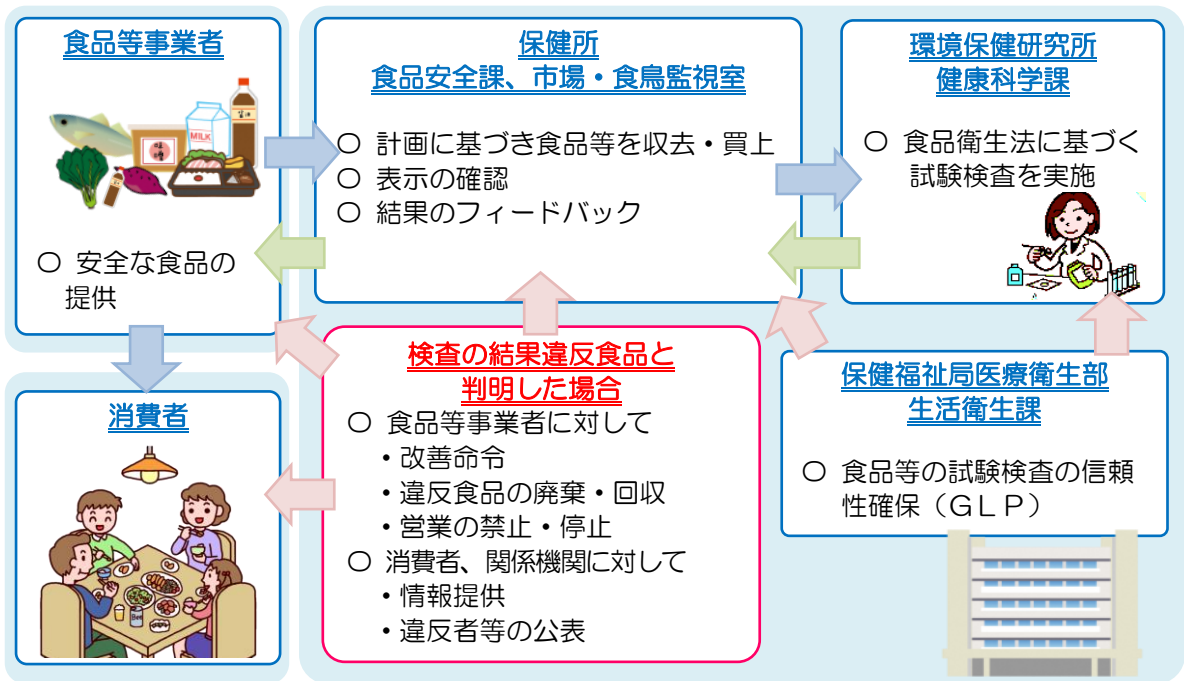 食品等事業者
MILK
味噌
醤油
〇 安全な食品の
提供
保健所
食品安全課、市場・食鳥監視室
〇 計画に基づき食品等を収去・買上
〇 表示の確認
〇 結果のフィードバック
環境保健研究所
健康科学課
〇 食品衛生法に基づく
試験検査を実施
消費者
Beer
検査の結果違反食品と
判明した場合
〇 食品等事業者に対して
・改善命令
・違反食品の廃棄・回収
・営業の禁止・停止
〇 消費者、関係機関に対して
・情報提供
・違反者等の公表
保健福祉局医療衛生部
生活衛生課
〇 食品等の試験検査の信頼
性確保（ＧＬＰ）